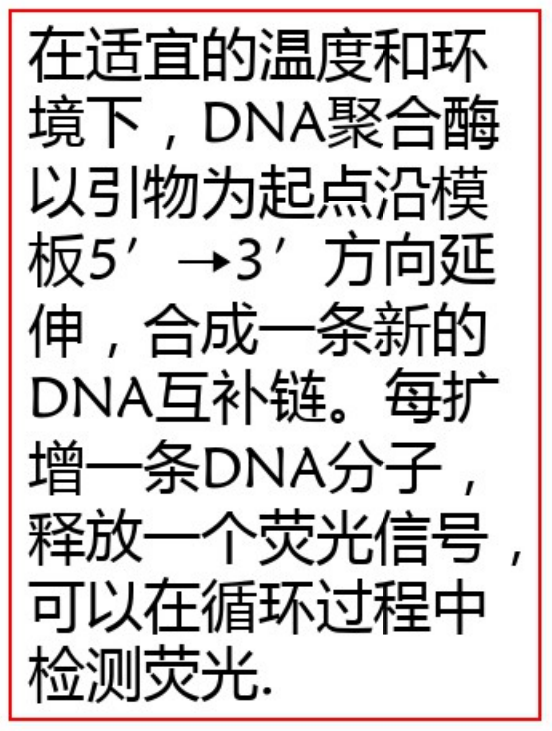 在适宜的温度和环
境下，DNA聚合酶
以引物为起点沿模
板5′ →3′ 方向延
伸，合成一条新的
DNA互补链。每扩
增一条DNA分子，
释放一个荧光信号，
可以在循环过程中
检测荧光.